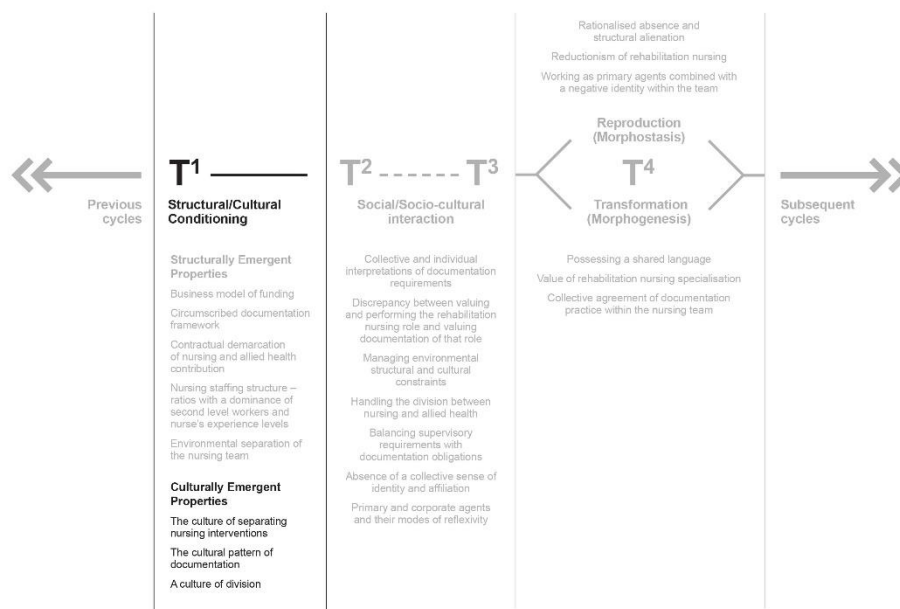 Previous
cycles
T¹
Structural/Cultural
Conditioning
Structurally Emergent
Properties
Business model of funding
Circumscribed documentation
framework
Contractual demarcation
of nursing and allied health
contribution
Nursing staffing structure –
ratios with a dominance of
second level workers and
nurse's experience levels
Environmental separation of
the nursing team
Culturally Emergent
Properties
The culture of separating
nursing interventions
The cultural pattern of
documentation
A culture of division
T² T³
Social/Socio-cultural
interaction
Collective and individual
interpretations of documentation
requirements
Discrepancy between valuing
and performing the rehabilitation
nursing role and valuing
documentation of that role
Managing environmental
structural and cultural
constraints
Handling the division between
nursing and allied health
Balancing supervisory
requirements with
documentation obligations
Absence of a collective sense of
identity and affiliation
Primary and corporate agents
and their modes of reflexivity
Rationalised absence and
structural alienation
Reductionism of rehabilitation nursing
Working as primary agents combined with
a negative identity within the team
Reproduction
(Morphostasis)
T⁴
Transformation
(Morphogenesis)
Possessing a shared language
Value of rehabilitation nursing specialisation
Collective agreement of documentation
practice within the nursing team
Subsequent
cycles